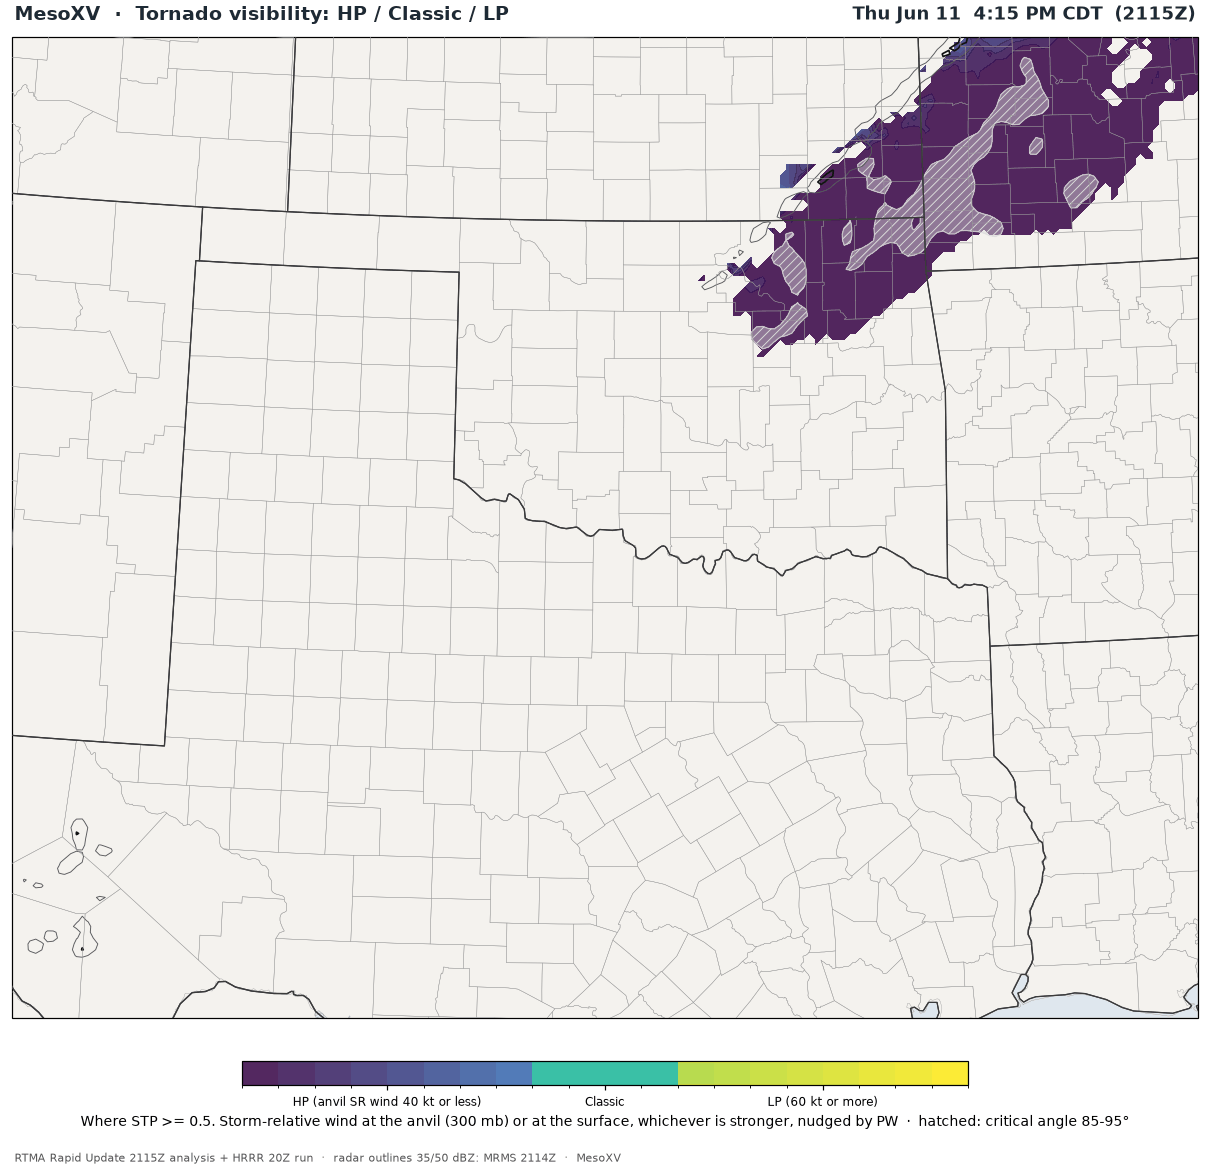 MesoXV · Tornado visibility: HP / Classic / LP
Thu Jun 11 4:15 PM CDT (2115Z)
HP (anvil SR wind 40 kt or less)
Classic
LP (60 kt or more)
Where STP >= 0.5. Storm-relative wind at the anvil (300 mb) or at the surface, whichever is stronger, nudged by PW · hatched: critical angle 85-95°
RTMA Rapid Update 2115Z analysis + HRRR 20Z run · radar outlines 35/50 dBZ: MRMS 2114Z · MesoXV